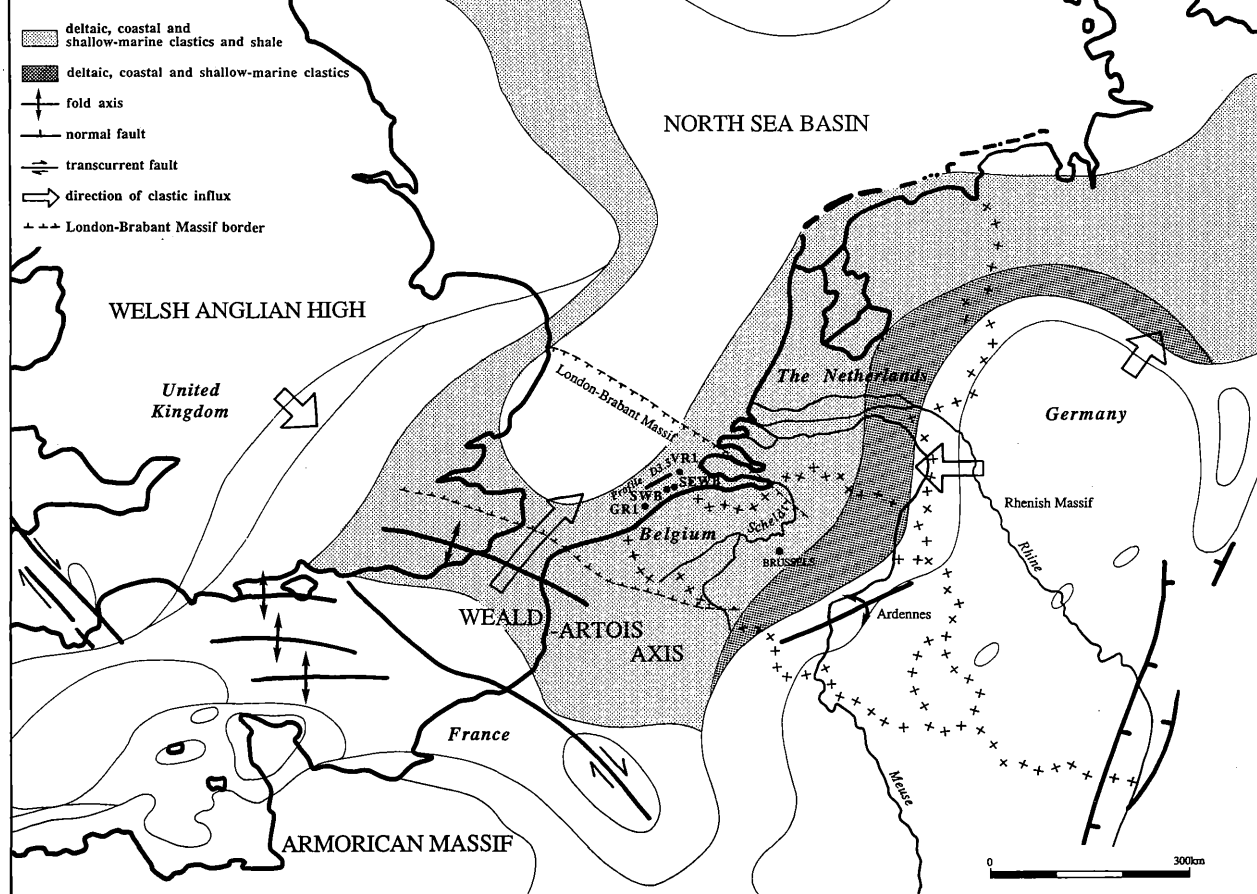 deltaic, coastal and
shallow-marine clastics and shale
deltaic, coastal and shallow-marine clastics
fold axis
normal fault
transcurrent fault
direction of clastic influx
London-Brabant Massif border
NORTH SEA BASIN
WELSH ANGLIAN HIGH
United
Kingdom
London-Brabant Massif
The Netherlands
Germany
Profile D3.5
VR1
SEWB
SWB
GR1
Belgium
Scheldt
BRUSSELS
Rhenish Massif
Rhine
Ardennes
WEALD
-ARTOIS
AXIS
France
Meuse
ARMORICAN MASSIF
0 300km